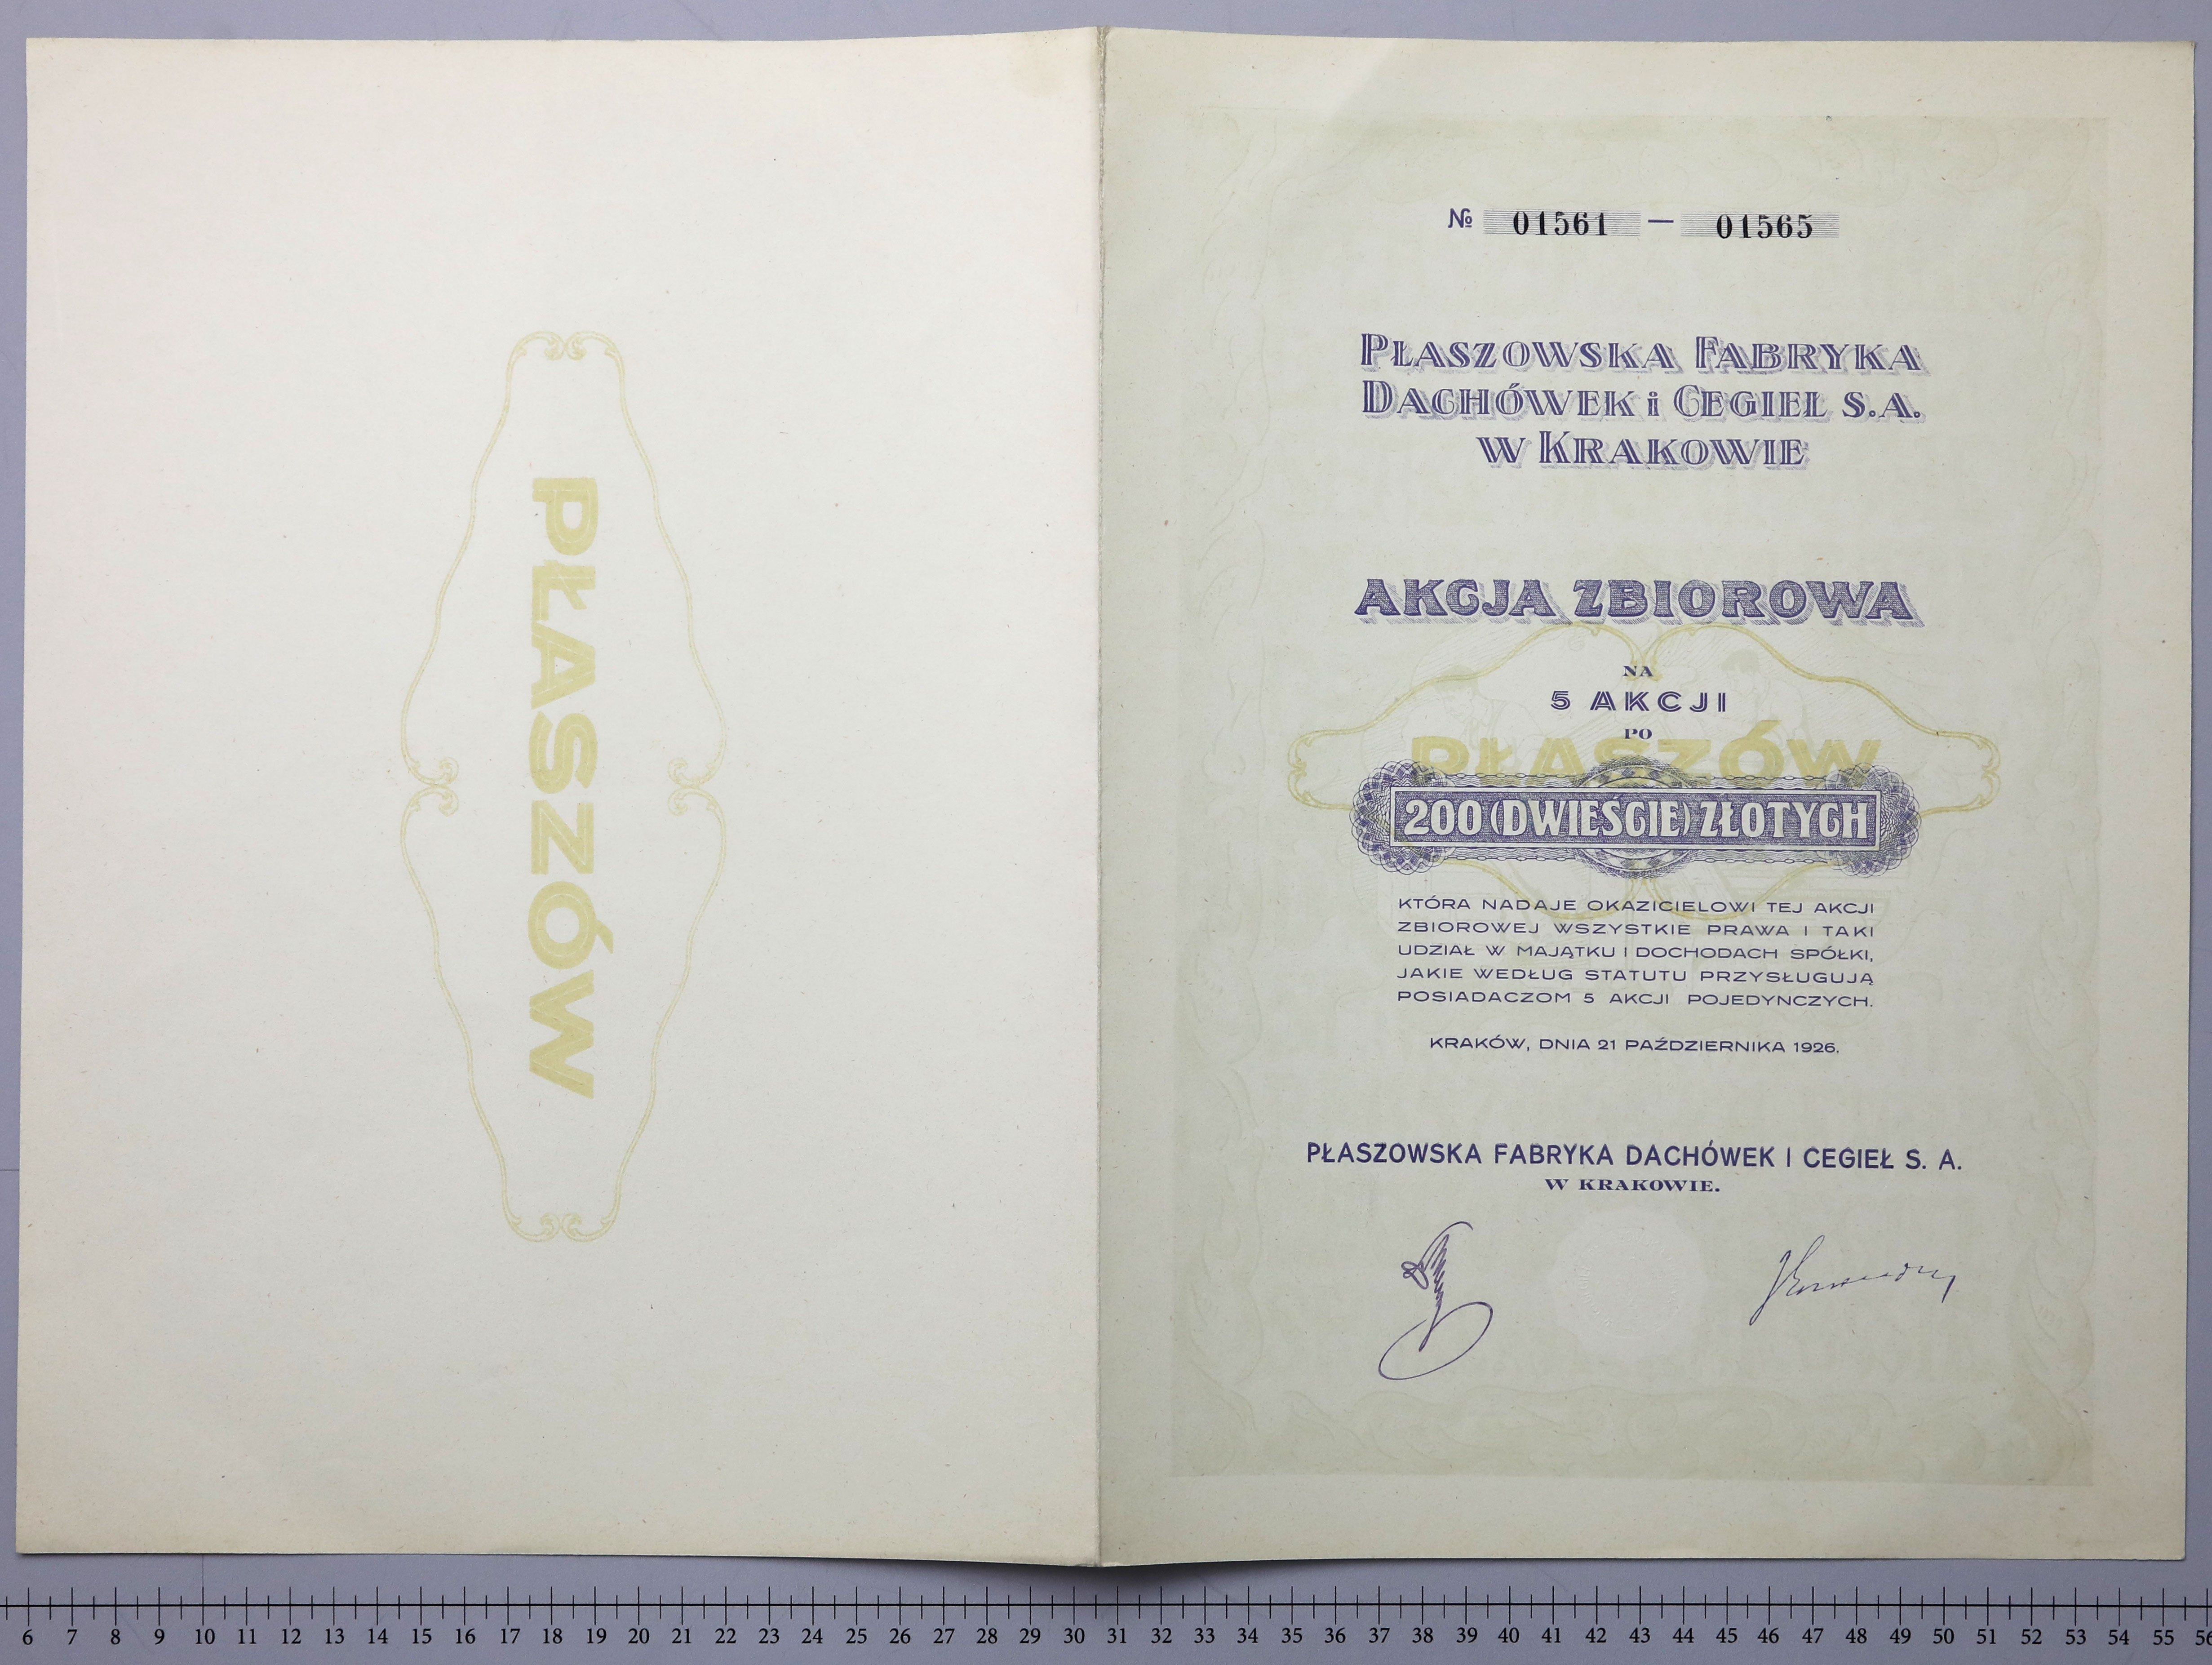 PŁASZÓW
№ 01561 — 01565
PŁASZOWSKA FABRYKA
DACHÓWEK i CEGIEŁ S.A.
W KRAKOWIE
AKCJA ZBIOROWA
NA
5 AKCJI
PO
PŁASZÓW
200 (DWIEŚCIE) ZŁOTYCH
KTÓRA NADAJE OKAZICIELOWI TEJ AKCJI
ZBIOROWEJ WSZYSTKIE PRAWA I TAKI
UDZIAŁ W MAJĄTKU I DOCHODACH SPÓŁKI,
JAKIE WEDŁUG STATUTU PRZYSŁUGUJĄ
POSIADACZOM 5 AKCJI POJEDYNCZYCH.
KRAKÓW, DNIA 21 PAŹDZIERNIKA 1926.
PŁASZOWSKA FABRYKA DACHÓWEK I CEGIEŁ S. A.
W KRAKOWIE.
6 7 8 9 10 11 12 13 14 15 16 17 18 19 20 21 22 23 24 25 26 27 28 29 30 31 32 33 34 35 36 37 38 39 40 41 42 43 44 45 46 47 48 49 50 51 52 53 54 55 56